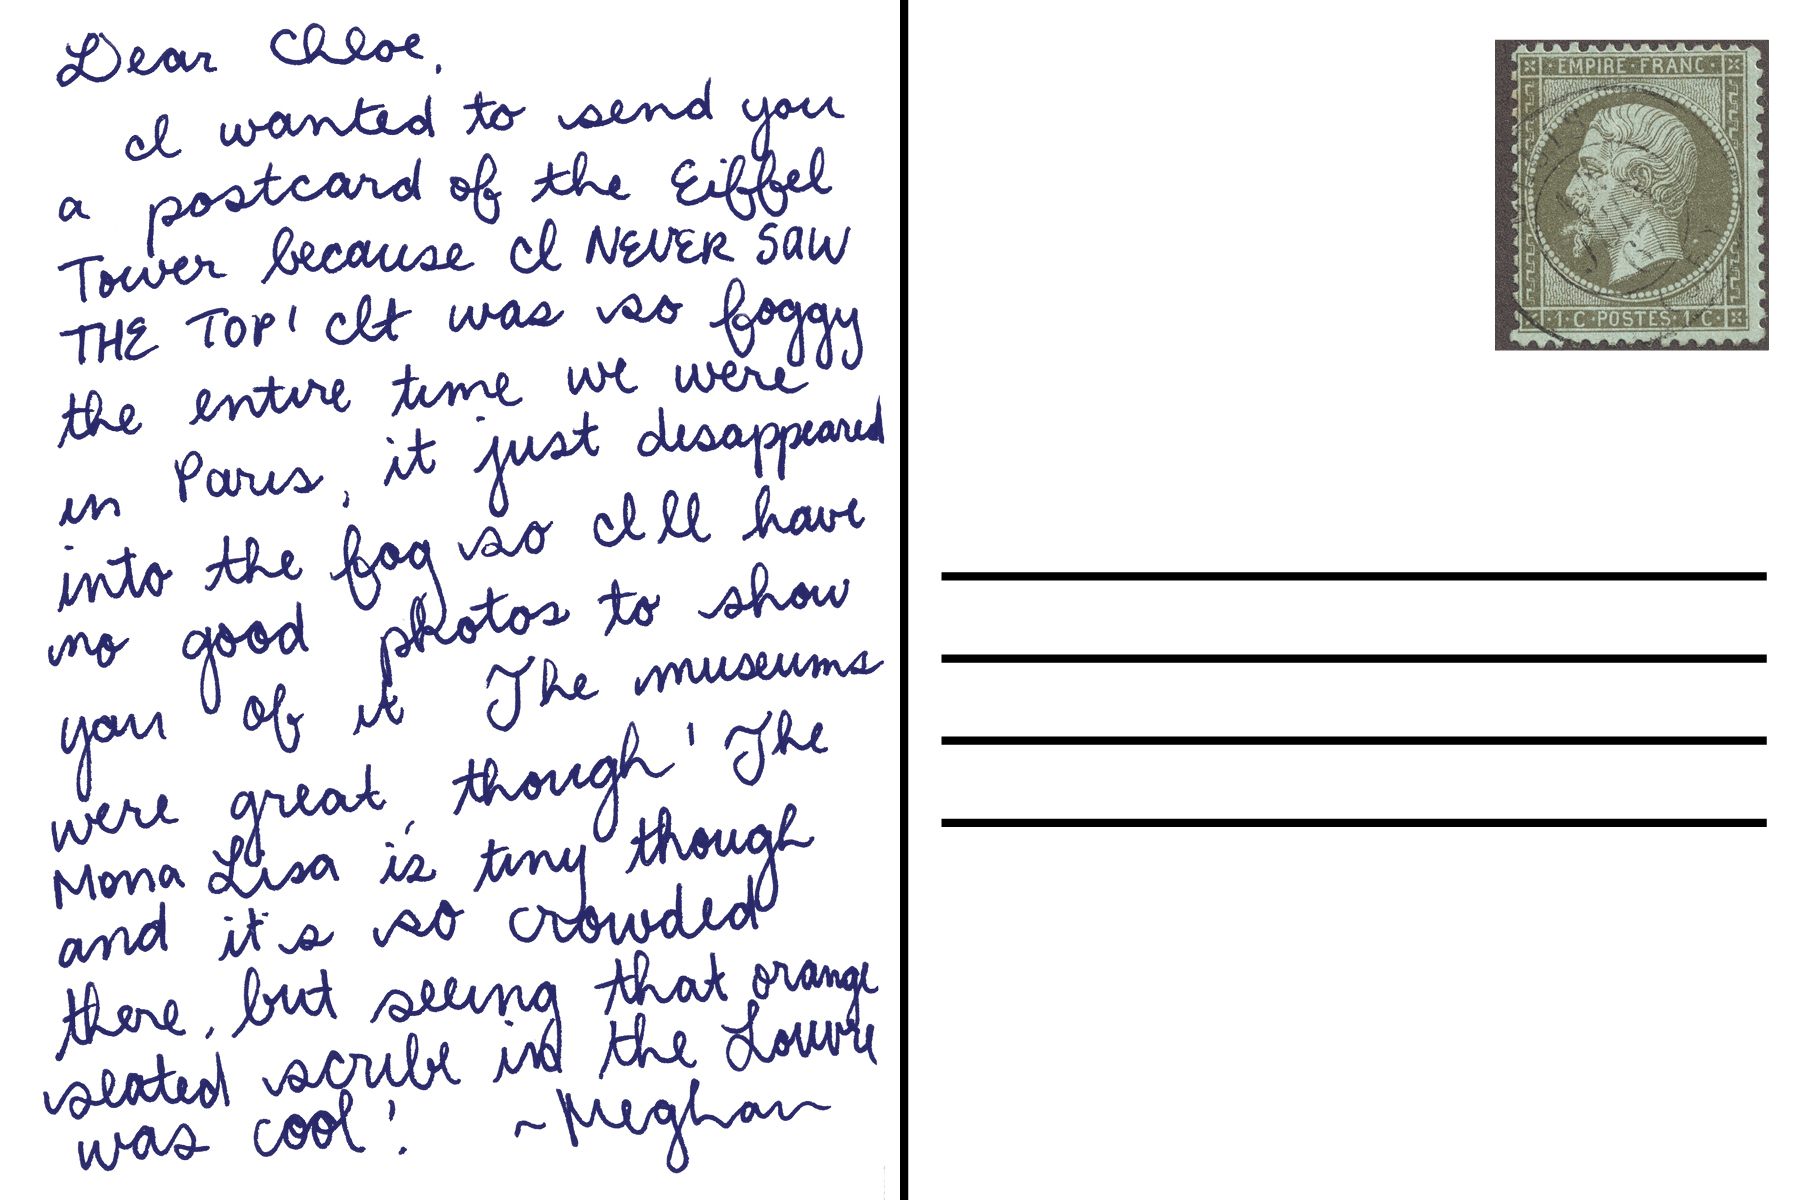 Dear Chloe,
I wanted to send you
a postcard of the Eiffel
Tower because I NEVER SAW
THE TOP! It was so foggy
the entire time we were
in Paris, it just disappeared
into the fog so I'll have
no good photos to show
you of it. The museums
were great, though! The
Mona Lisa is tiny though
and it's so crowded
there, but seeing that orange
seated scribe in the Louvre
was cool! ~Meghan
·EMPIRE·FRANC·
·1·C·POSTES·1·C·